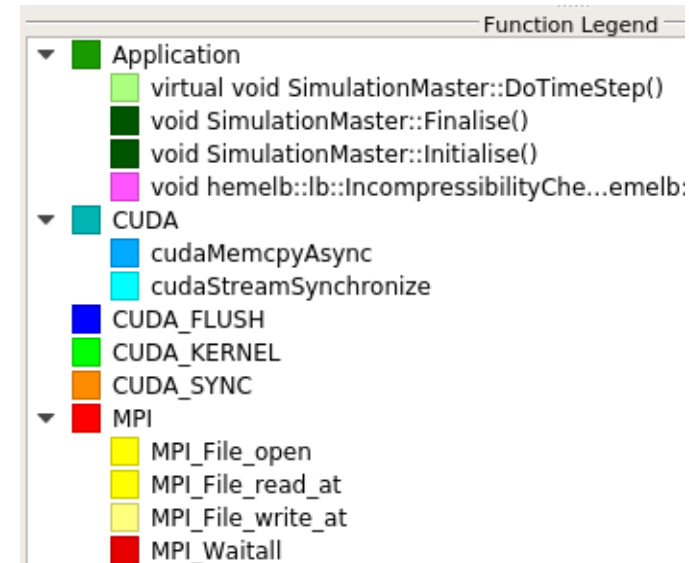 Function Legend
Application
virtual void SimulationMaster::DoTimeStep()
void SimulationMaster::Finalise()
void SimulationMaster::Initialise()
void hemelb::lb::IncompressibilityChe...emelb:
CUDA
cudaMemcpyAsync
cudaStreamSynchronize
CUDA_FLUSH
CUDA_KERNEL
CUDA_SYNC
MPI
MPI_File_open
MPI_File_read_at
MPI_File_write_at
MPI_Waitall